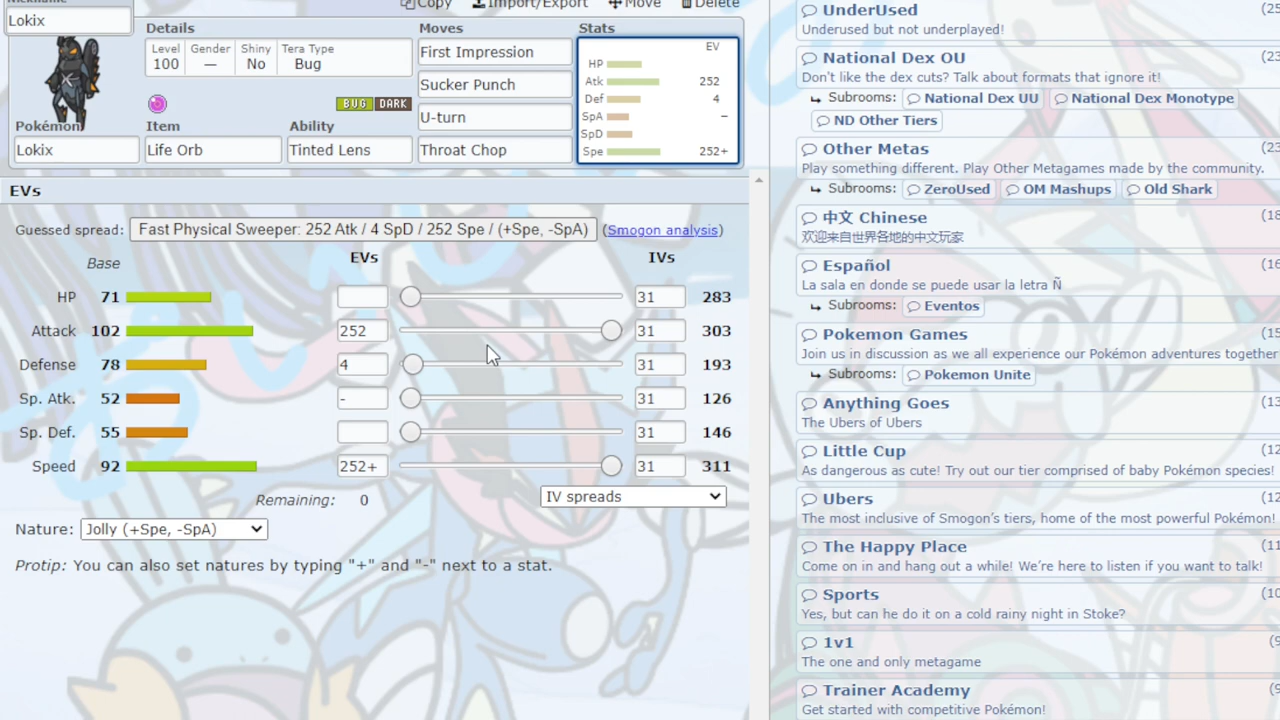 Nickname
Lokix
Copy
Import/Export
Move
Delete
Details
Moves
Stats
Level
100
Gender
—
Shiny
No
Tera Type
Bug
BUG DARK
Pokémon
Lokix
Item
Life Orb
Ability
Tinted Lens
First Impression
Sucker Punch
U-turn
Throat Chop
EV
HP
Atk 252
Def 4
SpA –
SpD
Spe 252+
EVs
Guessed spread: Fast Physical Sweeper: 252 Atk / 4 SpD / 252 Spe / (+Spe, -SpA) (Smogon analysis)
Base EVs IVs
HP 71 31 283
Attack 102 252 31 303
Defense 78 4 31 193
Sp. Atk. 52 - 31 126
Sp. Def. 55 31 146
Speed 92 252+ 31 311
Remaining: 0
IV spreads
Nature: Jolly (+Spe, -SpA)
Protip: You can also set natures by typing "+" and "-" next to a stat.
UnderUsed
Underused but not underplayed!
National Dex OU
Don't like the dex cuts? Talk about formats that ignore it!
Subrooms: National Dex UU National Dex Monotype
ND Other Tiers
Other Metas
Play something different. Play Other Metagames made by the community.
Subrooms: ZeroUsed OM Mashups Old Shark
中文 Chinese
欢迎来自世界各地的中文玩家
Español
La sala en donde se puede usar la letra Ñ
Subrooms: Eventos
Pokemon Games
Join us in discussion as we all experience our Pokémon adventures together
Subrooms: Pokemon Unite
Anything Goes
The Ubers of Ubers
Little Cup
As dangerous as cute! Try out our tier comprised of baby Pokémon species!
Ubers
The most inclusive of Smogon's tiers, home of the most powerful Pokémon!
The Happy Place
Come on in and hang out a while! We're here to listen if you want to talk!
Sports
Yes, but can he do it on a cold rainy night in Stoke?
1v1
The one and only metagame
Trainer Academy
Get started with competitive Pokémon!